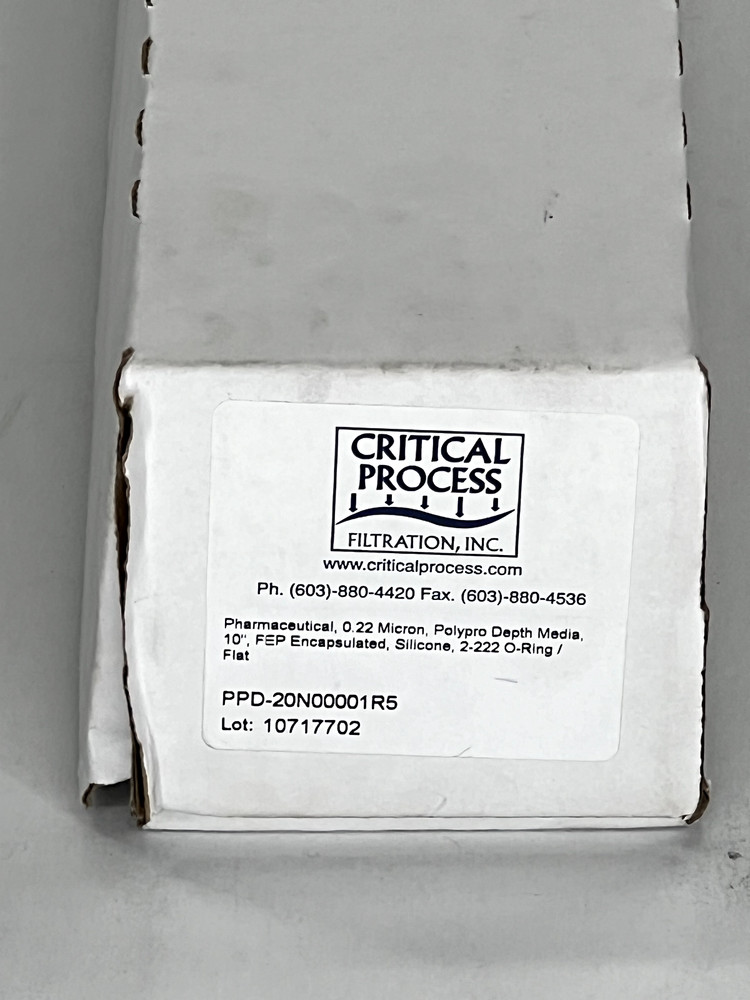 CRITICAL
PROCESS
FILTRATION, INC.
www.criticalprocess.com
Ph. (603)-880-4420 Fax. (603)-880-4536
Pharmaceutical, 0.22 Micron, Polypro Depth Media,
10", FEP Encapsulated, Silicone, 2-222 O-Ring /
Flat
PPD-20N00001R5
Lot: 10717702